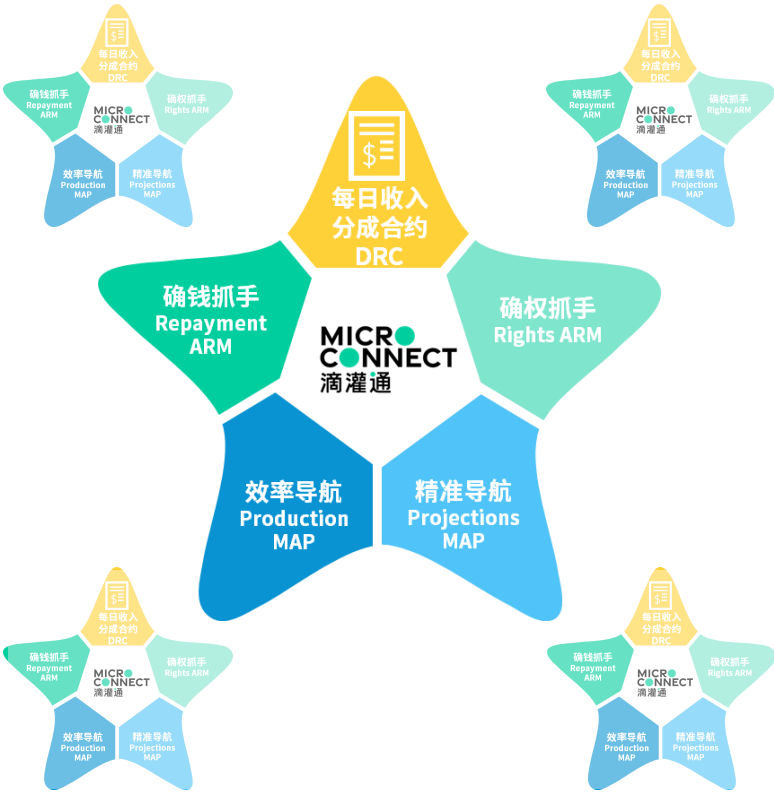 每日收入
分成合约
DRC
确钱抓手
Repayment
ARM
确权抓手
Rights ARM
MICRO
CONNECT
滴灌通
效率导航
Production
MAP
精准导航
Projections
MAP
每日收入
分成合约
DRC
确钱抓手
Repayment
ARM
确权抓手
Rights ARM
MICRO
CONNECT
滴灌通
效率导航
Production
MAP
精准导航
Projections
MAP
$
每日收入
分成合约
DRC
确钱抓手
Repayment
ARM
确权抓手
Rights ARM
MICRO
CONNECT
滴灌通
效率导航
Production
MAP
精准导航
Projections
MAP
每日收入
分成合约
DRC
确钱抓手
Repayment
ARM
确权抓手
Rights ARM
MICRO
CONNECT
滴灌通
效率导航
Production
MAP
精准导航
Projections
MAP
每日收入
分成合约
DRC
确钱抓手
Repayment
ARM
确权抓手
Rights ARM
MICRO
CONNECT
滴灌通
效率导航
Production
MAP
精准导航
Projections
MAP